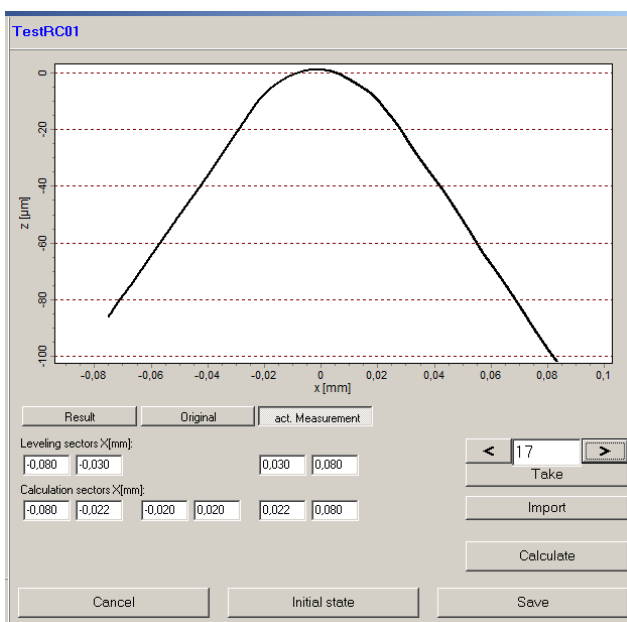 TestRC01
0
-20
-40
-60
-80
-100
z [µm]
-0,08 -0,06 -0,04 -0,02 0 0,02 0,04 0,06 0,08 0,1
x [mm]
Result Original act. Measurement
Leveling sectors X[mm]:
-0,080 -0,030 0,030 0,080
< 17 >
Take
Calculation sectors X[mm]:
-0,080 -0,022 -0,020 0,020 0,022 0,080
Import
Calculate
Cancel Initial state Save